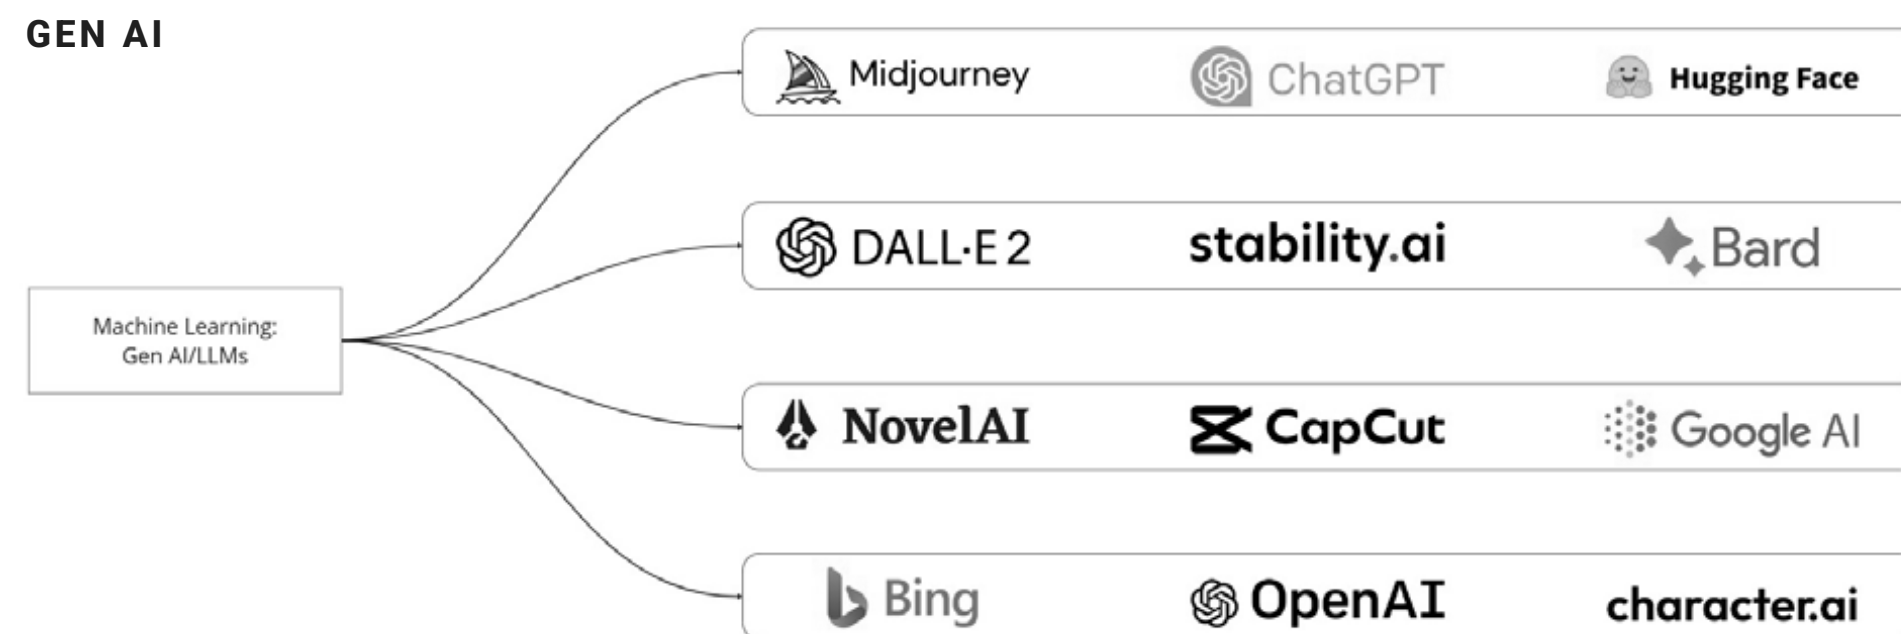 GEN AI
Midjourney ChatGPT Hugging Face
DALL·E 2 stability.ai Bard
Machine Learning:
Gen AI/LLMs
NovelAI CapCut Google AI
Bing OpenAI character.ai